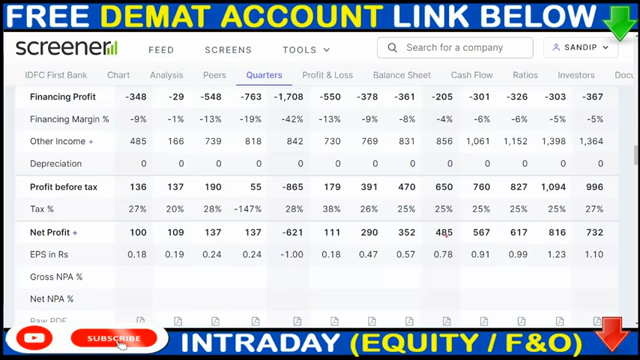 FREE DEMAT ACCOUNT LINK BELOW
screener FEED SCREENS TOOLS Search for a company SANDIP
IDFC First Bank Chart Analysis Peers Quarters Profit & Loss Balance Sheet Cash Flow Ratios Investors Docu
Financing Profit -348 -29 -548 -763 -1,708 -550 -378 -361 -205 -301 -326 -303 -367
Financing Margin % -9% -1% -13% -19% -42% -13% -9% -8% -4% -6% -6% -5% -5%
Other Income + 485 166 739 818 842 730 769 831 856 1,061 1,152 1,398 1,364
Depreciation 0 0 0 0 0 0 0 0 0 0 0 0 0
Profit before tax 136 137 190 55 -865 179 391 470 650 760 827 1,094 996
Tax % 27% 20% 28% -147% 28% 38% 26% 25% 25% 25% 25% 25% 27%
Net Profit + 100 109 137 137 -621 111 290 352 485 567 617 816 732
EPS in Rs 0.18 0.19 0.24 0.24 -1.00 0.18 0.47 0.57 0.78 0.91 0.99 1.23 1.10
Gross NPA %
Net NPA %
Raw PDF
SUBSCRIBE INTRADAY (EQUITY / F&O)